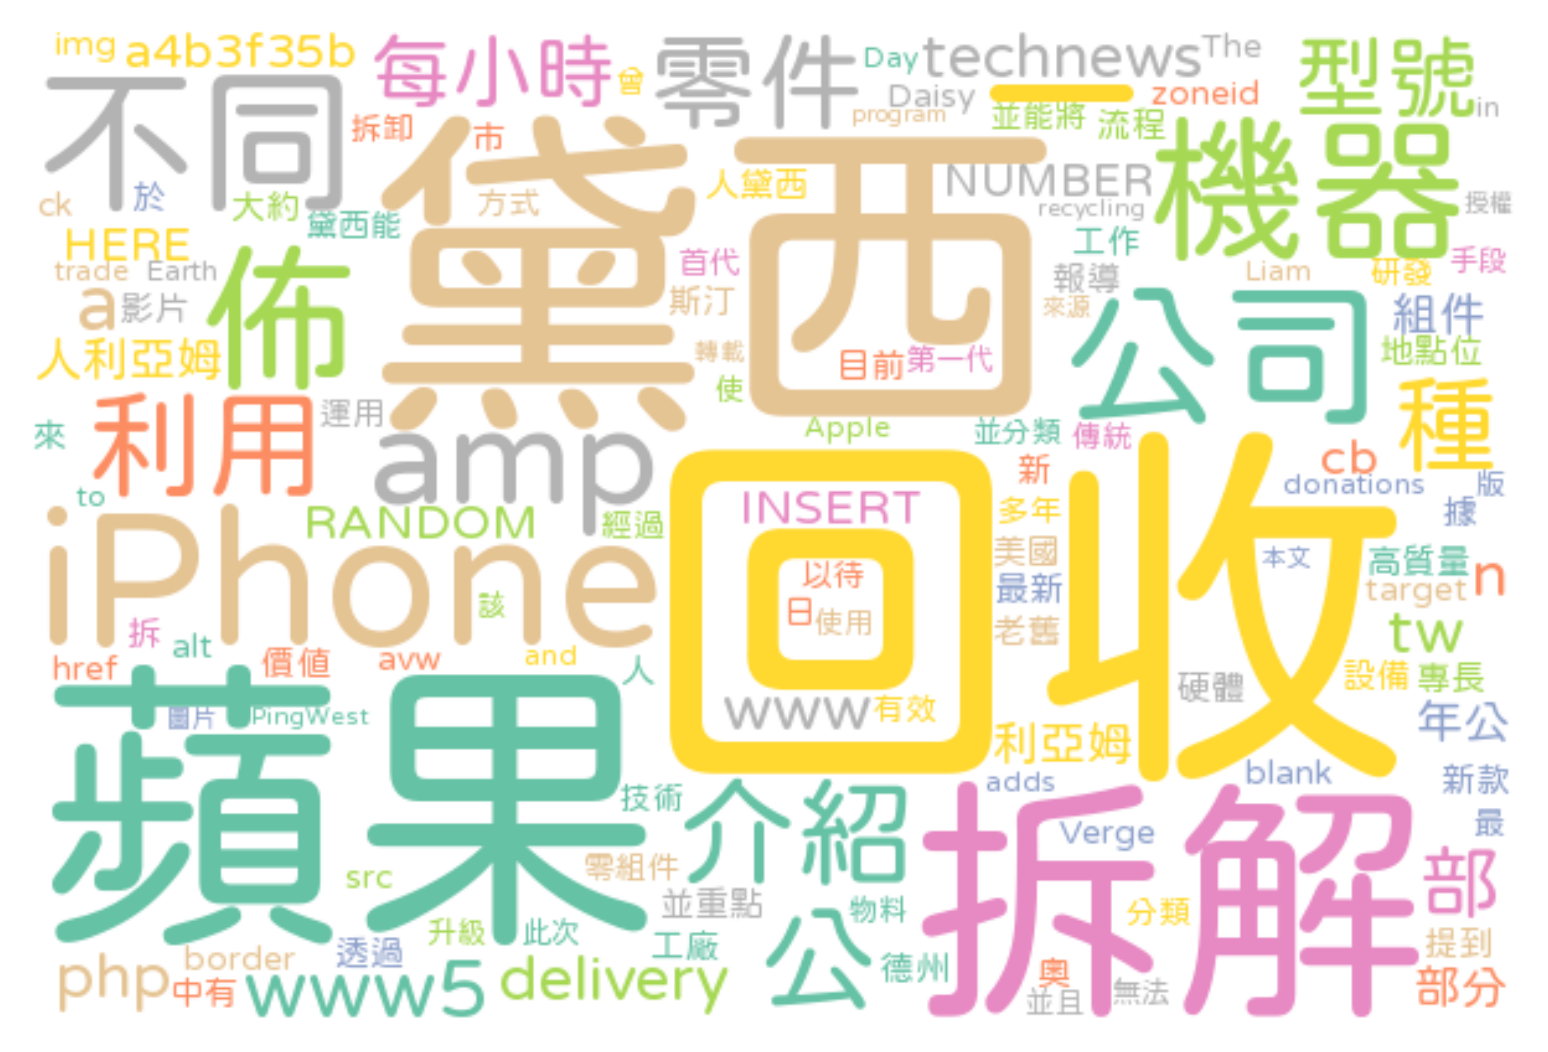 img a4b3f35b 每小時 曾 零件 Day technews The 型號
不同 拆卸 市 Daisy 一 zoneid in
program 並能將 流程
黛西 人黛西 NUMBER 機器
ck 於 大約 黛西能 方式 recycling 授權
HERE 佈 首代 工作
trade Earth 報導 Liam 研發 手段
a 影片 斯汀 來源 公司 組件
人利亞姆 轉載 目前 第一代 地點位
利用 運用 使 種
來 amp Apple 並分類 傳統
to 回收 新 cb donations 版
iPhone RANDOM 經過 INSERT 多年 據
美國 本文 高質量 n
該 以待 最新 target
拆 alt 日 使用 老舊 tw
href 價值 avw and 人 硬體 設備 專長
蘋果 圖片 PingWest www 有效 年公
利亞姆
技術 介紹 adds blank 新款
拆解 Verge 最
src 零組件 部
並重點 物料 分類
升級 此次 工廠 公 提到
php border 透過 德州 奧 部分
中有 www5 delivery 並且 無法